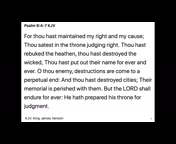 Psalm 9:4-7 KJV
For thou hast maintained my right and my cause;
Thou satest in the throne judging right. Thou hast
rebuked the heathen, thou hast destroyed the
wicked, Thou hast put out their name for ever and
ever. O thou enemy, destructions are come to a
perpetual end: And thou hast destroyed cities; Their
memorial is perished with them. But the LORD shall
endure for ever: He hath prepared his throne for
judgment.
KJV: King James Version